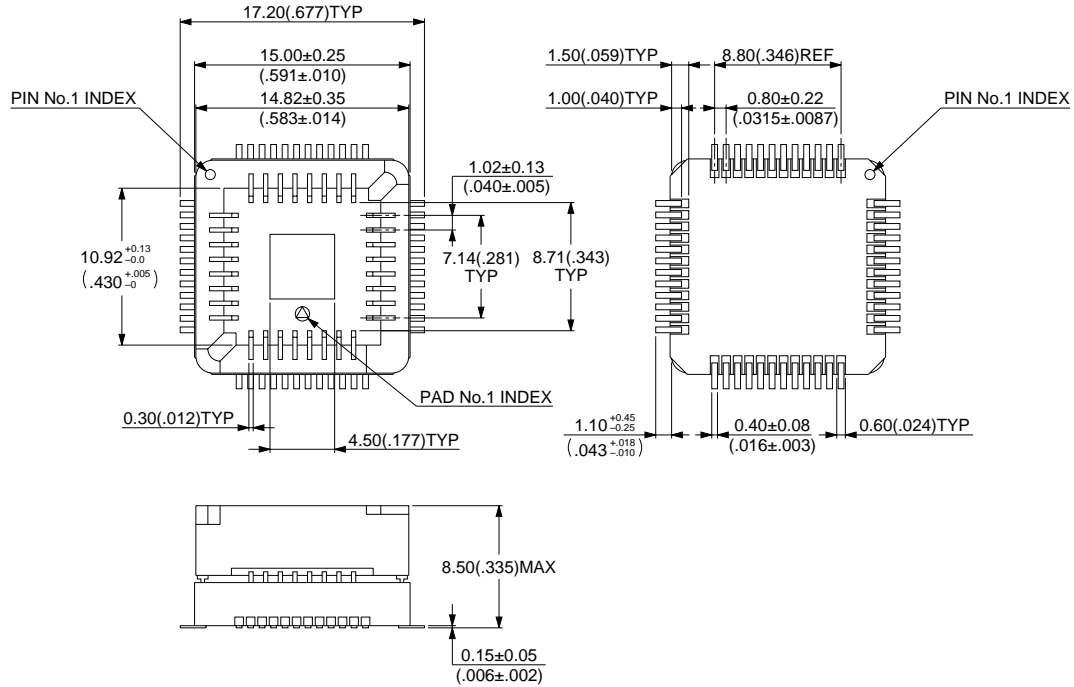 17.20(.677)TYP
15.00±0.25
(.591±.010)
14.82±0.35
(.583±.014)
PIN No.1 INDEX
1.02±0.13
(.040±.005)
10.92 +0.13 -0.0
(.430 +.005 -0)
7.14(.281)
TYP
8.71(.343)
TYP
PAD No.1 INDEX
0.30(.012)TYP
4.50(.177)TYP
1.50(.059)TYP
8.80(.346)REF
1.00(.040)TYP
0.80±0.22
(.0315±.0087)
PIN No.1 INDEX
1.10 +0.45 -0.25
(.043 +.018 -.010)
0.40±0.08
(.016±.003)
0.60(.024)TYP
8.50(.335)MAX
0.15±0.05
(.006±.002)